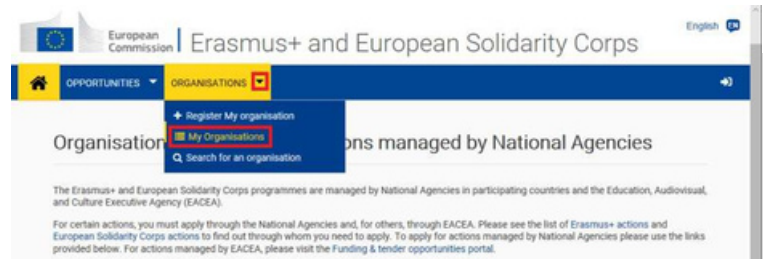 European Commission
Erasmus+ and European Solidarity Corps
English EN
OPPORTUNITIES ORGANISATIONS
+ Register My organisation
My Organisations
Search for an organisation
Organisation ons managed by National Agencies
The Erasmus+ and European Solidarity Corps programmes are managed by National Agencies in participating countries and the Education, Audiovisual,
and Culture Executive Agency (EACEA).
For certain actions, you must apply through the National Agencies and, for others, through EACEA. Please see the list of Erasmus+ actions and
European Solidarity Corps actions to find out through whom you need to apply. To apply for actions managed by National Agencies please use the links
provided below. For actions managed by EACEA, please visit the Funding & tender opportunities portal.